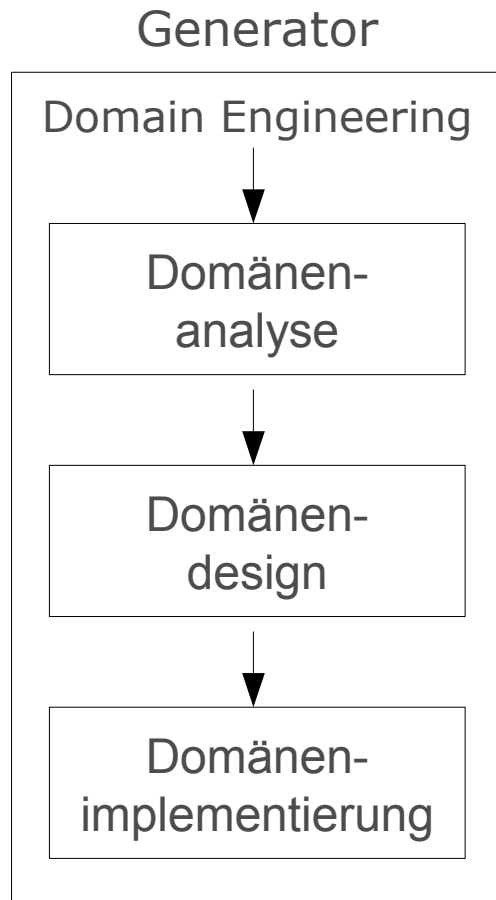 Generator
Domain Engineering
Domänen-
analyse
Domänen-
design
Domänen-
implementierung